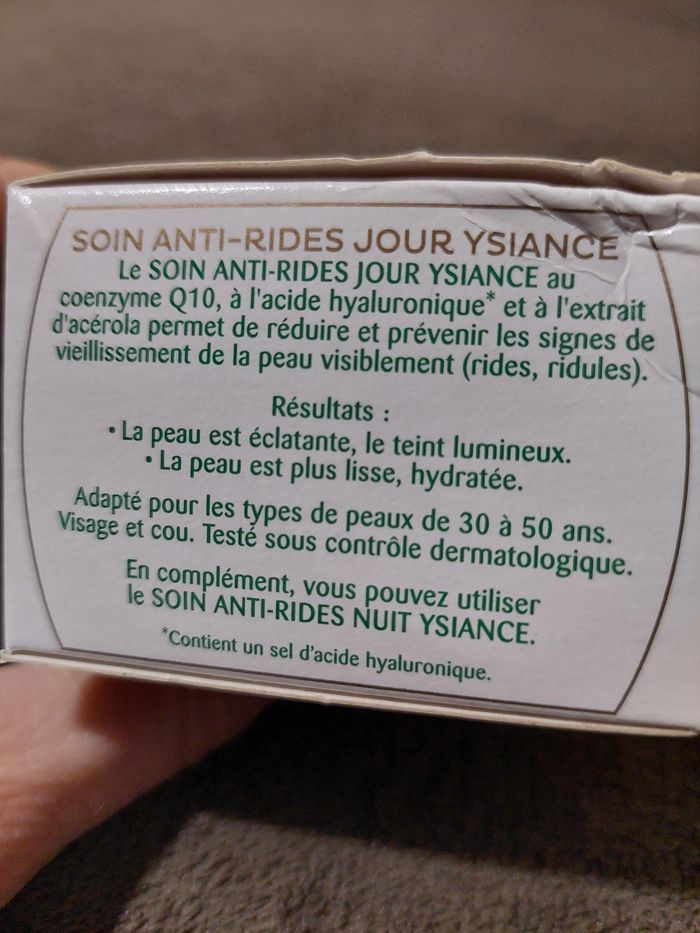 SOIN ANTI-RIDES JOUR YSIANCE
Le SOIN ANTI-RIDES JOUR YSIANCE au
coenzyme Q10, à l'acide hyaluronique* et à l'extrait
d'acérola permet de réduire et prévenir les signes de
vieillissement de la peau visiblement (rides, ridules).
Résultats :
• La peau est éclatante, le teint lumineux.
• La peau est plus lisse, hydratée.
Adapté pour les types de peaux de 30 à 50 ans.
Visage et cou. Testé sous contrôle dermatologique.
En complément, vous pouvez utiliser
le SOIN ANTI-RIDES NUIT YSIANCE.
*Contient un sel d'acide hyaluronique.